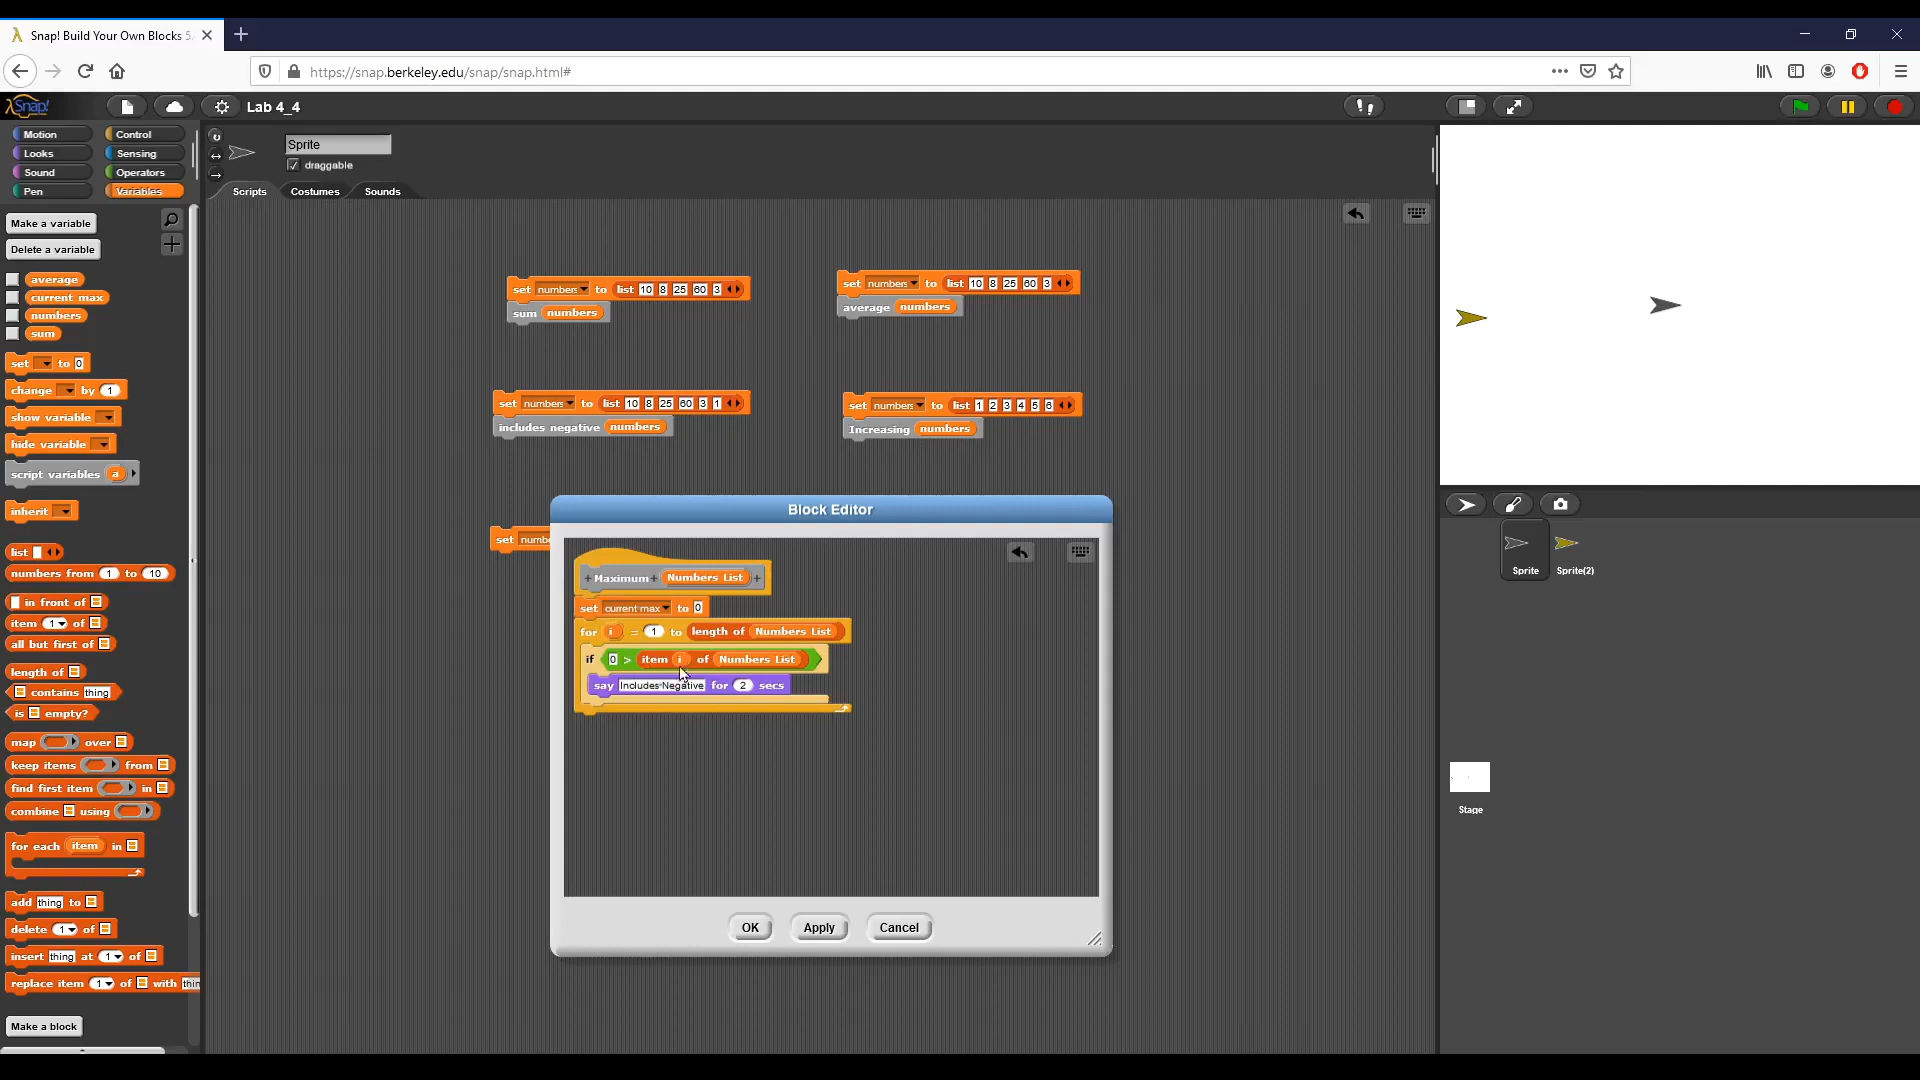 Snap! Build Your Own Blocks 5.
https://snap.berkeley.edu/snap/snap.html#
Snap! Lab 4_4
Motion Control
Looks Sensing
Sound Operators
Pen Variables
Sprite
draggable
Scripts Costumes Sounds
Make a variable
Delete a variable
average
current max
numbers
sum
set to 0
change by 1
show variable
hide variable
script variables a
inherit
list
numbers from 1 to 10
in front of
item 1 of
all but first of
length of
contains thing
is empty?
map over
keep items from
find first item in
combine using
for each item in
add thing to
delete 1 of
insert thing at 1 of
replace item 1 of with thin
Make a block
set numbers to list 10 8 25 60 3
sum numbers
set numbers to list 10 8 25 60 3
average numbers
set numbers to list 10 8 25 60 3 1
includes negative numbers
set numbers to list 1 2 3 4 5 6
Increasing numbers
set numbe
Block Editor
+ Maximum + Numbers List +
set current max to 0
for i = 1 to length of Numbers List
if 0 > item i of Numbers List
say Includes Negative for 2 secs
OK Apply Cancel
Sprite Sprite(2)
Stage